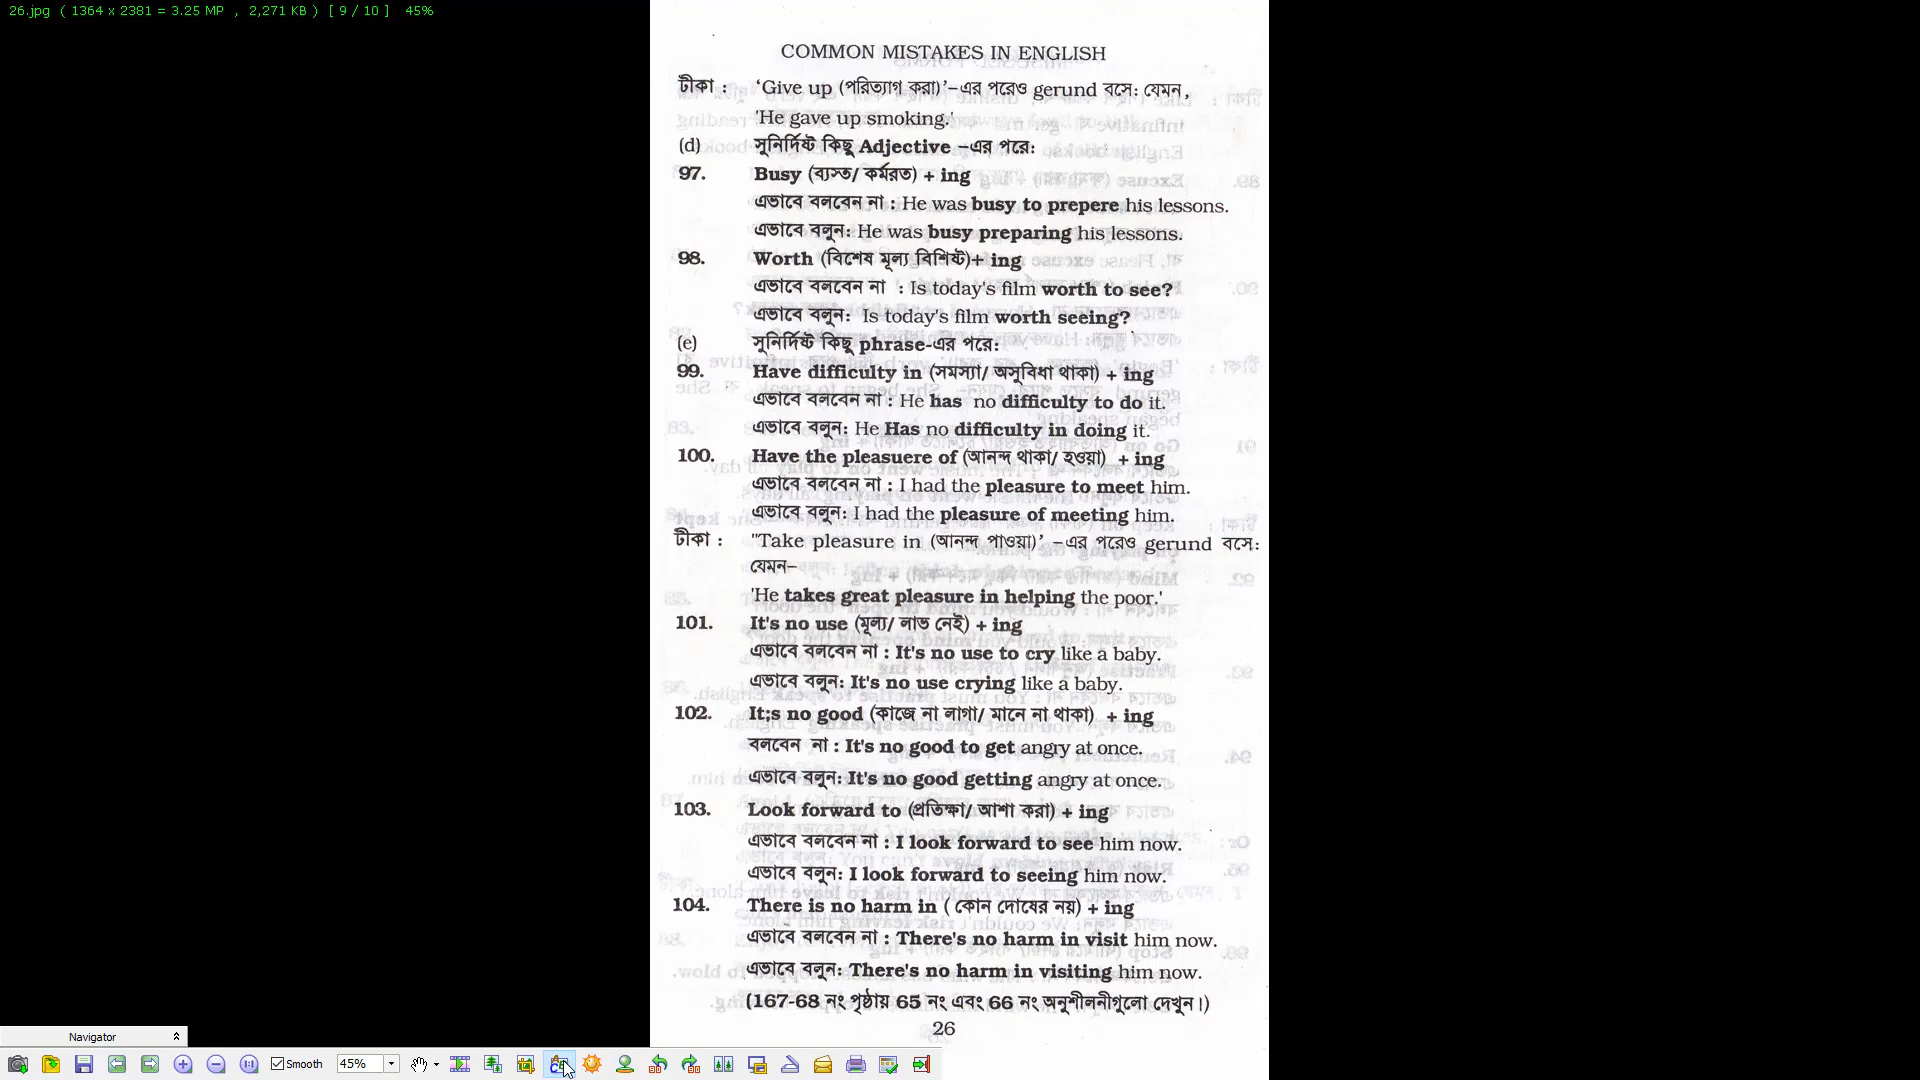 26.jpg ( 1364 x 2381 = 3.25 MP , 2,271 KB ) [ 9 / 10 ] 45%
COMMON MISTAKES IN ENGLISH
টীকা : ‘Give up (পরিত্যাগ করা)’–এর পরেও gerund বসে: যেমন,
'He gave up smoking.'
(d) সুনির্দিষ্ট কিছু Adjective –এর পরে:
97. Busy (ব্যস্ত/ কর্মরত) + ing
এভাবে বলবেন না : He was busy to prepere his lessons.
এভাবে বলুন: He was busy preparing his lessons.
98. Worth (বিশেষ মূল্য বিশিষ্ট)+ ing
এভাবে বলবেন না : Is today's film worth to see?
এভাবে বলুন: Is today's film worth seeing?
(e) সুনির্দিষ্ট কিছু phrase-এর পরে:
99. Have difficulty in (সমস্যা/ অসুবিধা থাকা) + ing
এভাবে বলবেন না : He has no difficulty to do it.
এভাবে বলুন: He Has no difficulty in doing it.
100. Have the pleasuere of (আনন্দ থাকা/ হওয়া) + ing
এভাবে বলবেন না : I had the pleasure to meet him.
এভাবে বলুন: I had the pleasure of meeting him.
টীকা : "Take pleasure in (আনন্দ পাওয়া)’ –এর পরেও gerund বসে:
যেমন–
'He takes great pleasure in helping the poor.'
101. It's no use (মূল্য/ লাভ নেই) + ing
এভাবে বলবেন না : It's no use to cry like a baby.
এভাবে বলুন: It's no use crying like a baby.
102. It;s no good (কাজে না লাগা/ মানে না থাকা) + ing
বলবেন না : It's no good to get angry at once.
এভাবে বলুন: It's no good getting angry at once.
103. Look forward to (প্রতিক্ষা/ আশা করা) + ing
এভাবে বলবেন না : I look forward to see him now.
এভাবে বলুন: I look forward to seeing him now.
104. There is no harm in ( কোন দোষের নয়) + ing
এভাবে বলবেন না : There's no harm in visit him now.
এভাবে বলুন: There's no harm in visiting him now.
(167-68 নং পৃষ্ঠায় 65 নং এবং 66 নং অনুশীলনীগুলো দেখুন।)
26
Navigator
Smooth 45%